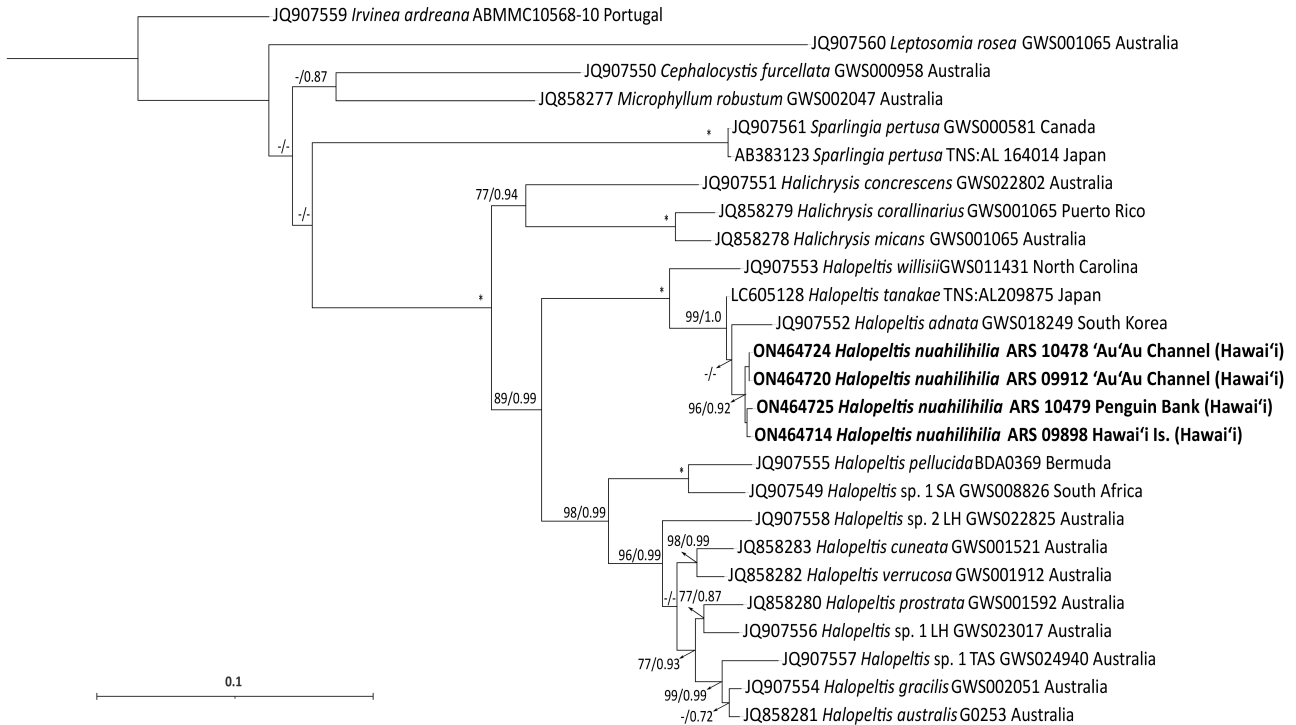 JQ907559 Irvinea ardreana ABMMC10568-10 Portugal
JQ907560 Leptosomia rosea GWS001065 Australia
-/0.87
JQ907550 Cephalocystis furcellata GWS000958 Australia
JQ858277 Microphyllum robustum GWS002047 Australia
-/-
*
JQ907561 Sparlingia pertusa GWS000581 Canada
AB383123 Sparlingia pertusa TNS:AL 164014 Japan
-/-
77/0.94
JQ907551 Halichrysis concrescens GWS022802 Australia
*
JQ858279 Halichrysis corallinarius GWS001065 Puerto Rico
JQ858278 Halichrysis micans GWS001065 Australia
*
JQ907553 Halopeltis willisii GWS011431 North Carolina
*
LC605128 Halopeltis tanakae TNS:AL209875 Japan
99/1.0
JQ907552 Halopeltis adnata GWS018249 South Korea
-/-
ON464724 Halopeltis nuahilihilia ARS 10478 ‘Au‘Au Channel (Hawai‘i)
ON464720 Halopeltis nuahilihilia ARS 09912 ‘Au‘Au Channel (Hawai‘i)
96/0.92
ON464725 Halopeltis nuahilihilia ARS 10479 Penguin Bank (Hawai‘i)
ON464714 Halopeltis nuahilihilia ARS 09898 Hawai‘i Is. (Hawai‘i)
89/0.99
*
JQ907555 Halopeltis pellucida BDA0369 Bermuda
JQ907549 Halopeltis sp. 1 SA GWS008826 South Africa
98/0.99
JQ907558 Halopeltis sp. 2 LH GWS022825 Australia
96/0.99
98/0.99
JQ858283 Halopeltis cuneata GWS001521 Australia
JQ858282 Halopeltis verrucosa GWS001912 Australia
-/-
77/0.87
JQ858280 Halopeltis prostrata GWS001592 Australia
JQ907556 Halopeltis sp. 1 LH GWS023017 Australia
77/0.93
JQ907557 Halopeltis sp. 1 TAS GWS024940 Australia
99/0.99
JQ907554 Halopeltis gracilis GWS002051 Australia
-/0.72
JQ858281 Halopeltis australis G0253 Australia
0.1